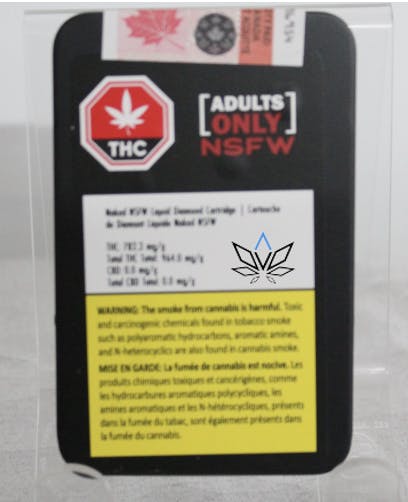 TY PAID
CANADA
T ACQUITTÉ
THC
[ADULTS
ONLY]
NSFW
Naked NSFW Liquid Diamond Cartridge | Cartouche
de Diamant Liquide Naked NSFW
THC: 783.3 mg/g
Total THC Total: 964.0 mg/g
CBD: 0.0 mg/g
Total CBD Total: 0.0 mg/g
WARNING: The smoke from cannabis is harmful. Toxic
and carcinogenic chemicals found in tobacco smoke
such as polyaromatic hydrocarbons, aromatic amines,
and N-heterocyclics are also found in cannabis smoke.
MISE EN GARDE: La fumée de cannabis est nocive. Les
produits chimiques toxiques et cancérigènes, comme
les hydrocarbures aromatiques polycycliques, les
amines aromatiques et les N-hétérocycliques, présents
dans la fumée du tabac, sont également présents dans
la fumée du cannabis.